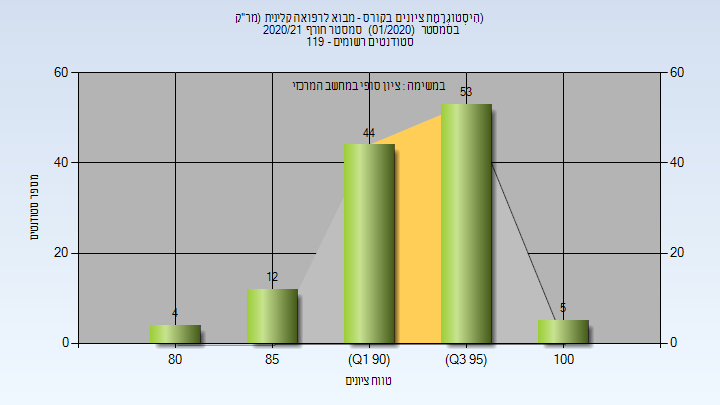 (הִיסְטוֹגְרָמַת ציונים בקורס - מבוא לרפואה קלינית (מר"ק
בסמסטר (01/2020) סמסטר חורף 2020/21
סטודנטים רשומים - 119
במשימה : ציון סופי במחשב המרכזי
מספר סטודנטים
60
40
20
0
60
40
20
0
4
12
44
53
5
80
85
(Q1 90)
(Q3 95)
100
טווח ציונים